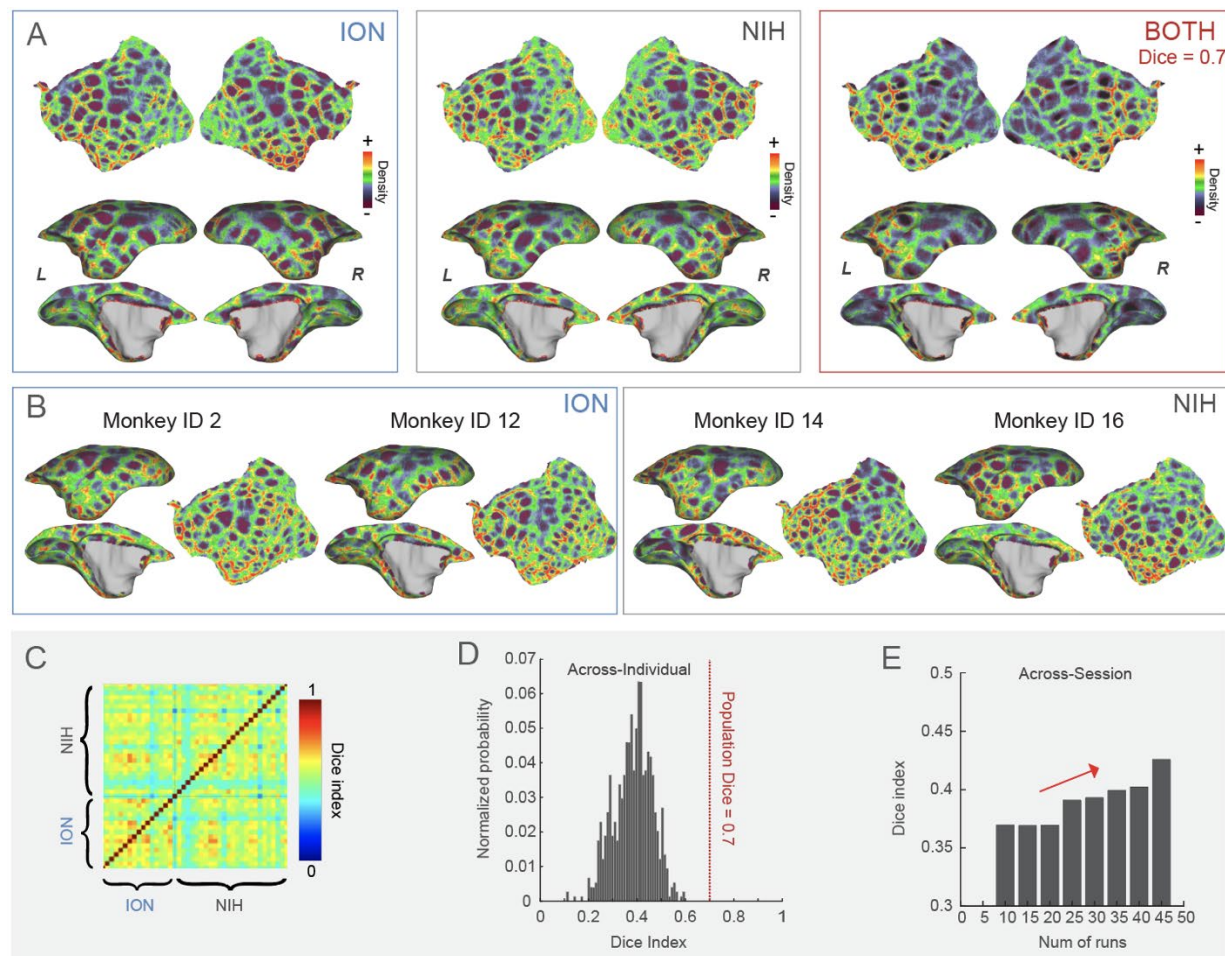 A
ION
+
Density
-
L
R
NIH
+
Density
-
L
R
BOTH
Dice = 0.7
+
Density
-
L
R
B
ION
Monkey ID 2
Monkey ID 12
NIH
Monkey ID 14
Monkey ID 16
C
NIH
ION
ION
NIH
1
Dice index
0
D
Across-Individual
Population Dice = 0.7
Normalized probability
0.07
0.06
0.05
0.04
0.03
0.02
0.01
0
0 0.2 0.4 0.6 0.8 1
Dice Index
E
Across-Session
Dice index
0.5
0.45
0.4
0.35
0.3
0 5 10 15 20 25 30 35 40 45 50
Num of runs